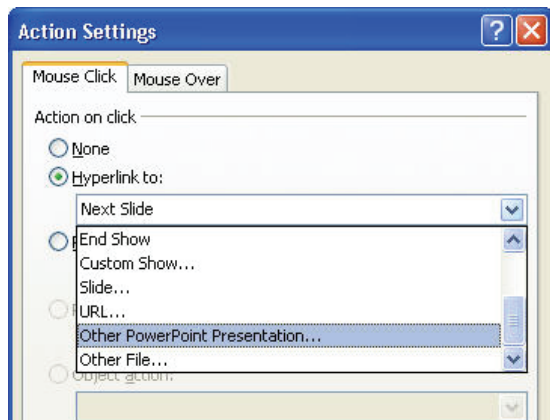 Action Settings
Mouse Click Mouse Over
Action on click
None
Hyperlink to:
Next Slide
End Show
Custom Show...
Slide...
URL...
Other PowerPoint Presentation...
Other File...
Object action: